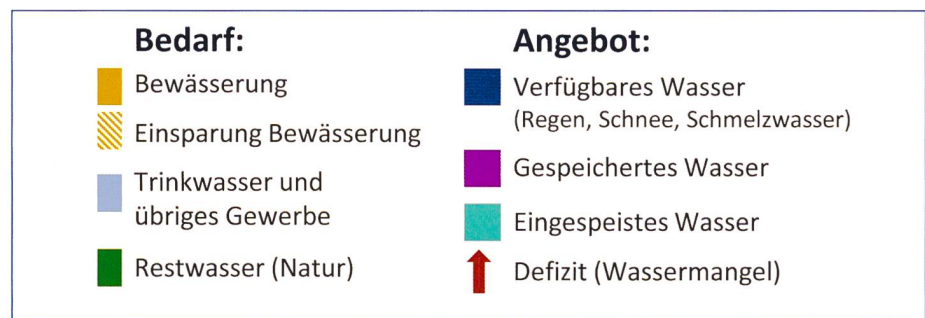 Bedarf:
Bewässerung
Einsparung Bewässerung
Trinkwasser und
übriges Gewerbe
Restwasser (Natur)
Angebot:
Verfügbares Wasser
(Regen, Schnee, Schmelzwasser)
Gespeichertes Wasser
Eingespeistes Wasser
Defizit (Wassermangel)